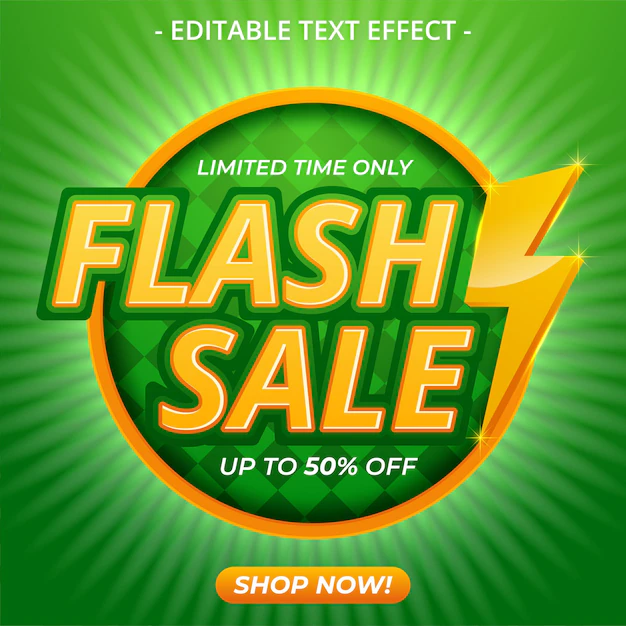 - EDITABLE TEXT EFFECT -
LIMITED TIME ONLY
FLASH
SALE
UP TO 50% OFF
SHOP NOW!